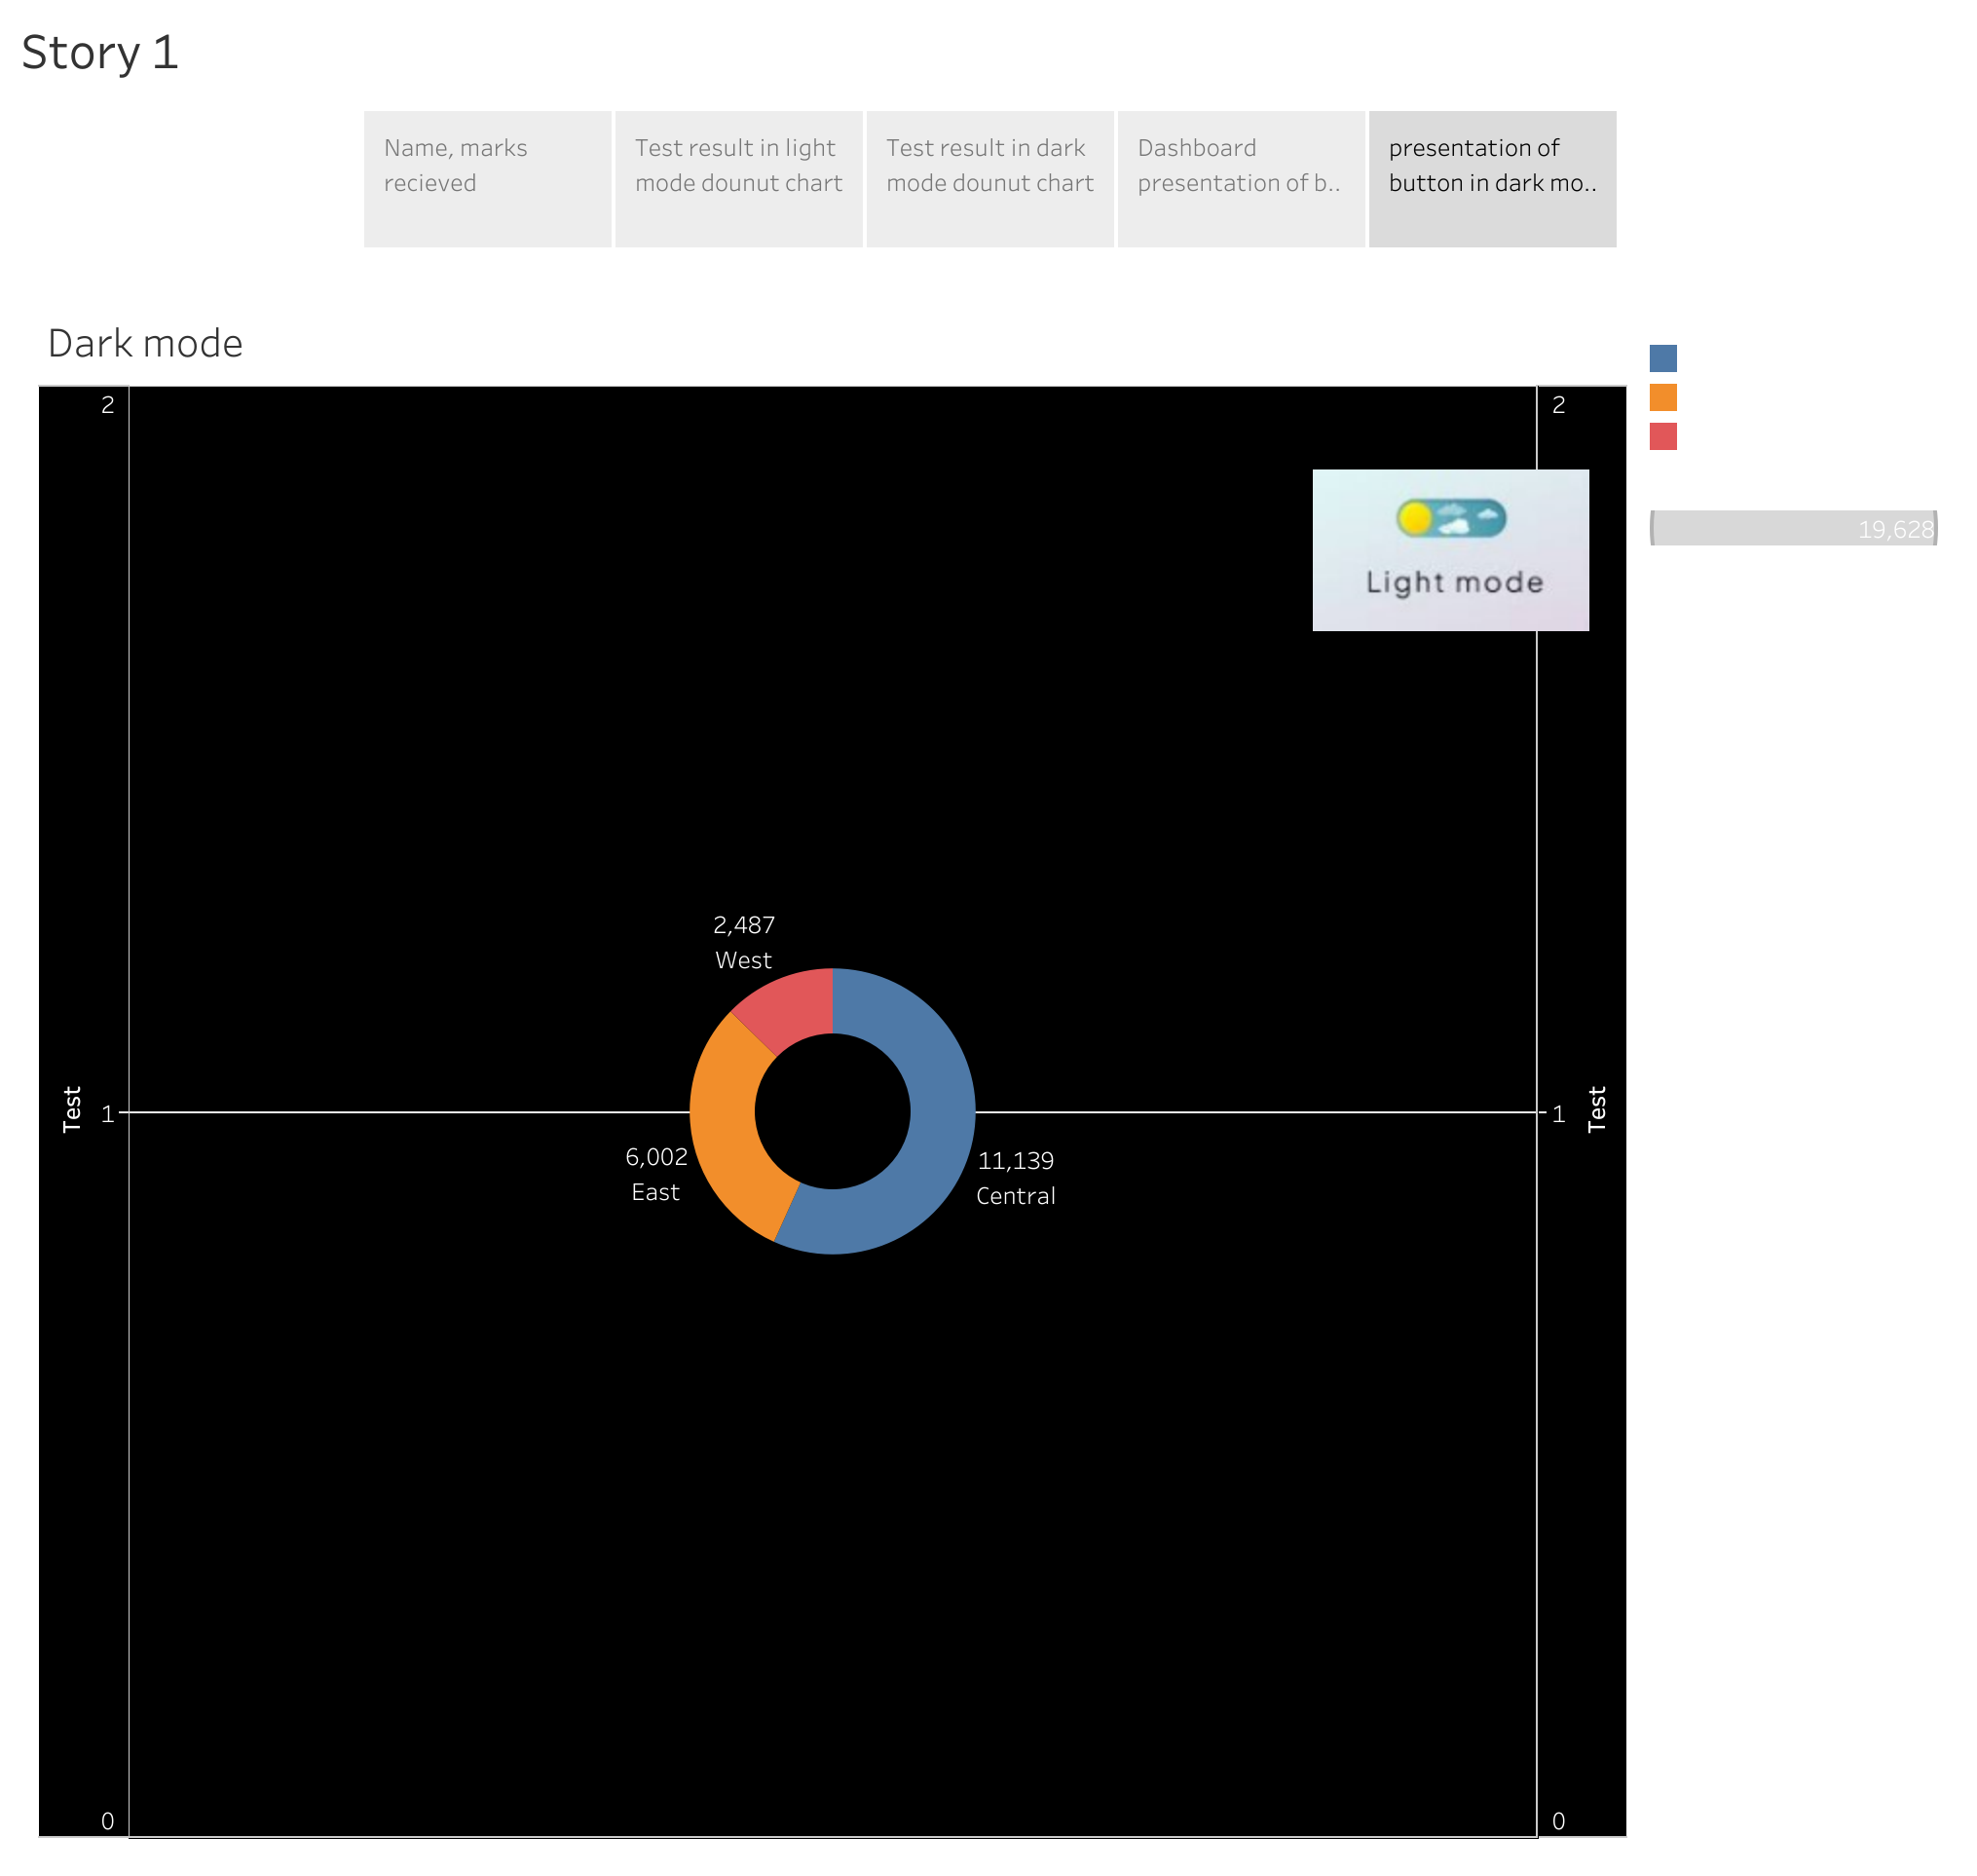 Story 1
Name, marks
recieved
Test result in light
mode dounut chart
Test result in dark
mode dounut chart
Dashboard
presentation of b..
presentation of
button in dark mo..
Dark mode
2
2
Light mode
19,628
2,487
West
Test
1
1
Test
6,002
East
11,139
Central
0
0